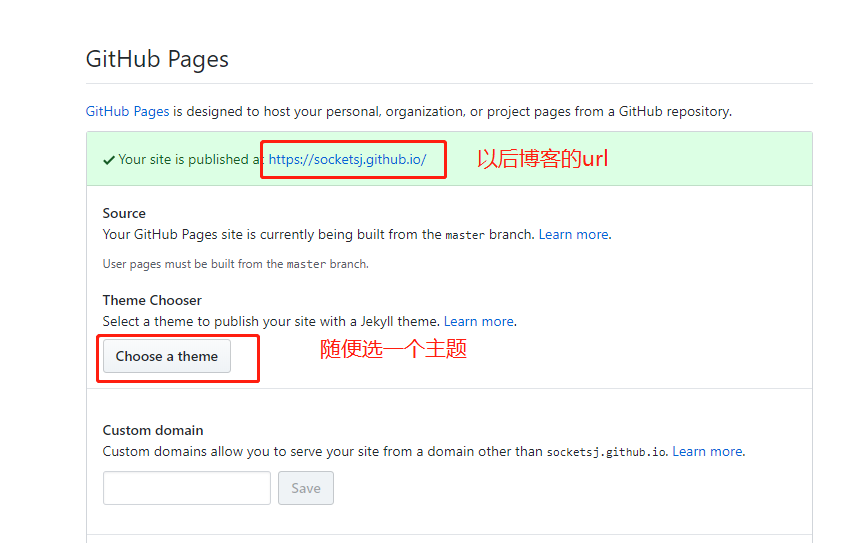 GitHub Pages
GitHub Pages is designed to host your personal, organization, or project pages from a GitHub repository.
Your site is published at https://socketsj.github.io/ 以后博客的url
Source
Your GitHub Pages site is currently being built from the master branch. Learn more.
User pages must be built from the master branch.
Theme Chooser
Select a theme to publish your site with a Jekyll theme. Learn more.
Choose a theme 随便选一个主题
Custom domain
Custom domains allow you to serve your site from a domain other than socketsj.github.io. Learn more.
Save